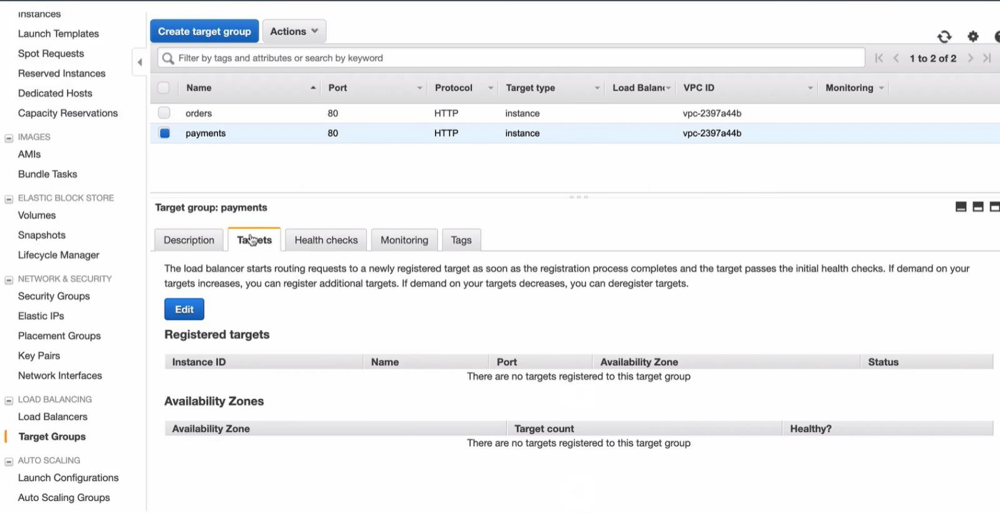 Instances
Launch Templates
Spot Requests
Reserved Instances
Dedicated Hosts
Capacity Reservations
IMAGES
AMIs
Bundle Tasks
ELASTIC BLOCK STORE
Volumes
Snapshots
Lifecycle Manager
NETWORK & SECURITY
Security Groups
Elastic IPs
Placement Groups
Key Pairs
Network Interfaces
LOAD BALANCING
Load Balancers
Target Groups
AUTO SCALING
Launch Configurations
Auto Scaling Groups
Create target group Actions
Filter by tags and attributes or search by keyword 1 to 2 of 2
Name Port Protocol Target type Load Balanc VPC ID Monitoring
orders 80 HTTP instance vpc-2397a44b
payments 80 HTTP instance vpc-2397a44b
Target group: payments
Description Targets Health checks Monitoring Tags
The load balancer starts routing requests to a newly registered target as soon as the registration process completes and the target passes the initial health checks. If demand on your
targets increases, you can register additional targets. If demand on your targets decreases, you can deregister targets.
Edit
Registered targets
Instance ID Name Port Availability Zone Status
There are no targets registered to this target group
Availability Zones
Availability Zone Target count Healthy?
There are no targets registered to this target group